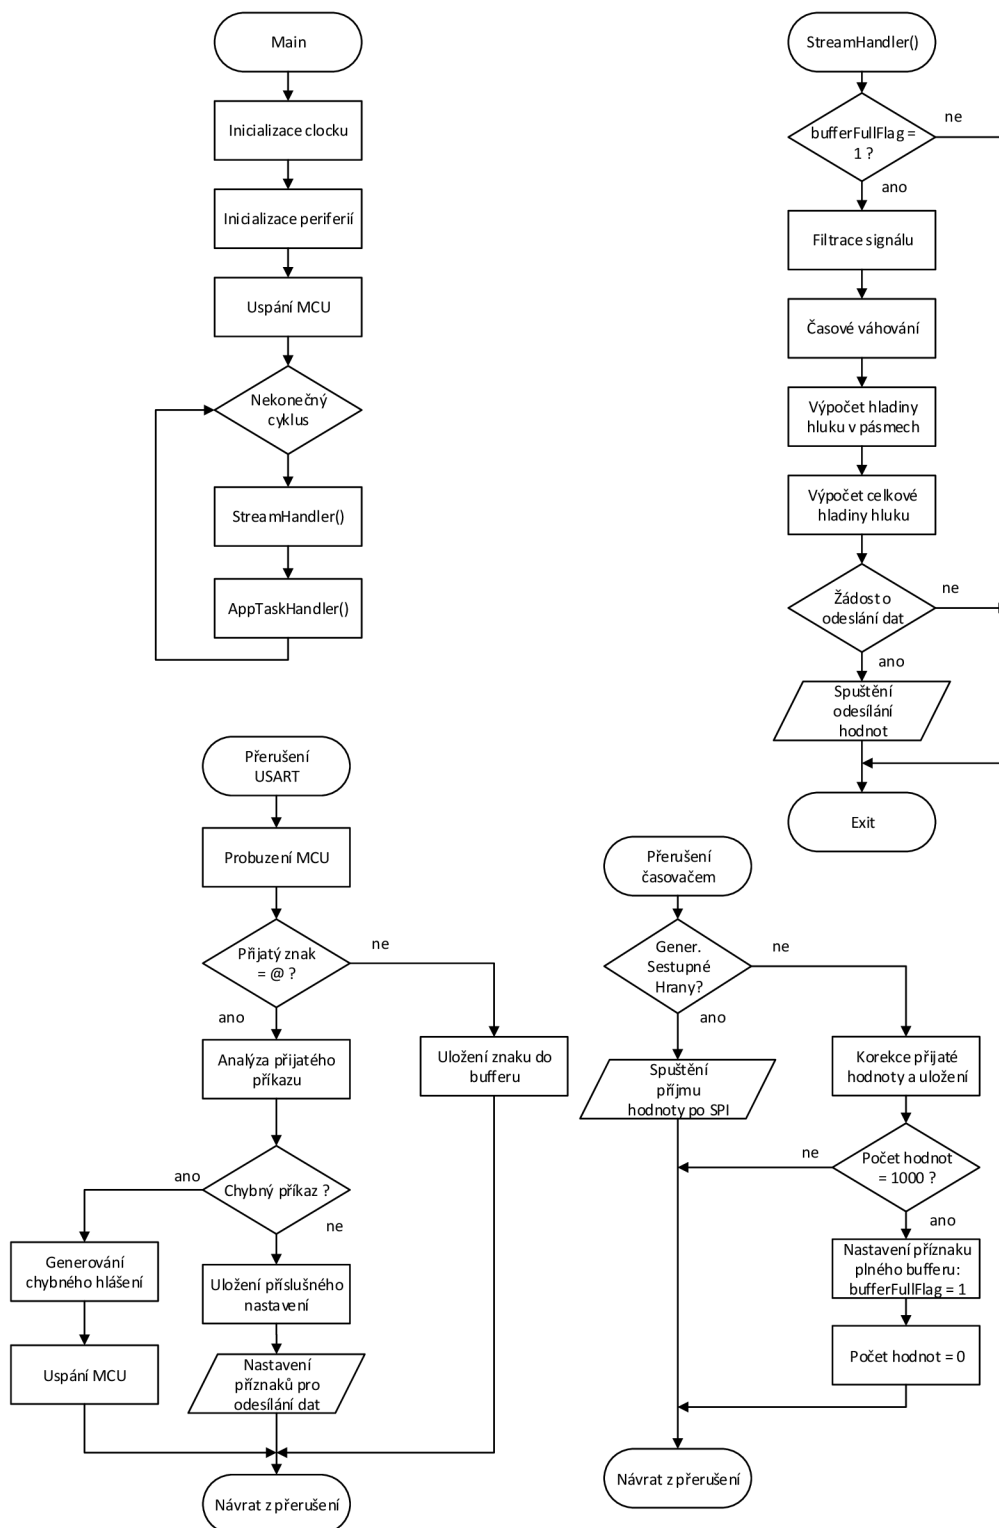 Main
Inicializace clocku
Inicializace periferií
Uspání MCU
Nekonečný
cyklus
StreamHandler()
AppTaskHandler()
StreamHandler()
bufferFullFlag =
1 ?
ne
ano
Filtrace signálu
Časové váhování
Výpočet hladiny
hluku v pásmech
Výpočet celkové
hladiny hluku
Žádost o
odeslání dat
ne
ano
Spuštění
odesílání
hodnot
Exit
Přerušení
USART
Probuzení MCU
Přijatý znak
= @ ?
ne
ano
Analýza přijatého
příkazu
Uložení znaku do
bufferu
Chybný příkaz ?
ano
ne
Generování
chybného hlášení
Uspání MCU
Uložení příslušného
nastavení
Nastavení
příznaků pro
odesílání dat
Návrat z přerušení
Přerušení
časovačem
Gener.
Sestupné
Hrany?
ne
ano
Spuštění
příjmu
hodnoty po SPI
Korekce přijaté
hodnoty a uložení
Počet hodnot
= 1000 ?
ne
ano
Nastavení příznaku
plného bufferu:
bufferFullFlag = 1
Počet hodnot = 0
Návrat z přerušení